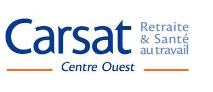 Carsat
Retraite
& Santé
au travail
Centre Ouest